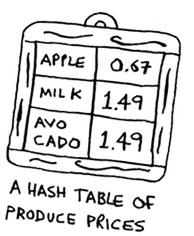 APPLE 0.67
MILK 1.49
AVO
CADO 1.49
A HASH TABLE OF
PRODUCE PRICES